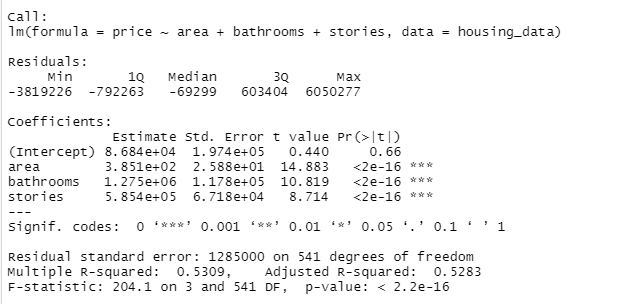 Call:
lm(formula = price ~ area + bathrooms + stories, data = housing_data)
Residuals:
Min 1Q Median 3Q Max
-3819226 -792263 -69299 603404 6050277
Coefficients:
Estimate Std. Error t value Pr(>|t|)
(Intercept) 8.684e+04 1.974e+05 0.440 0.66
area 3.851e+02 2.588e+01 14.883 <2e-16 ***
bathrooms 1.275e+06 1.178e+05 10.819 <2e-16 ***
stories 5.854e+05 6.718e+04 8.714 <2e-16 ***
---
Signif. codes: 0 ‘***’ 0.001 ‘**’ 0.01 ‘*’ 0.05 ‘.’ 0.1 ‘ ’ 1
Residual standard error: 1285000 on 541 degrees of freedom
Multiple R-squared: 0.5309, Adjusted R-squared: 0.5283
F-statistic: 204.1 on 3 and 541 DF, p-value: < 2.2e-16